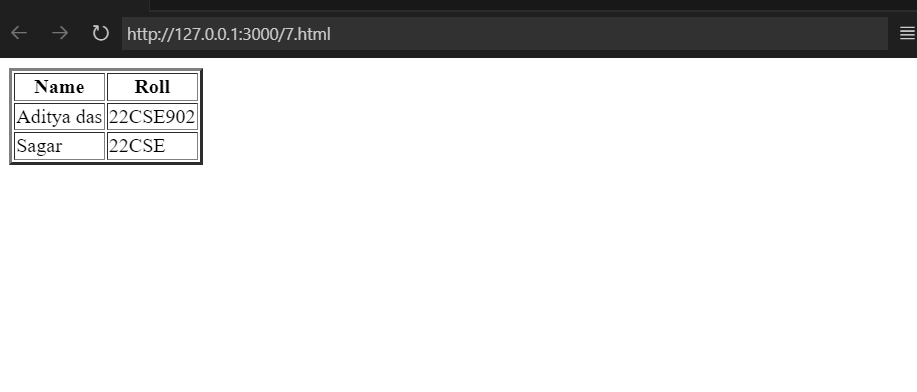 http://127.0.0.1:3000/7.html
Name Roll
Aditya das 22CSE902
Sagar 22CSE